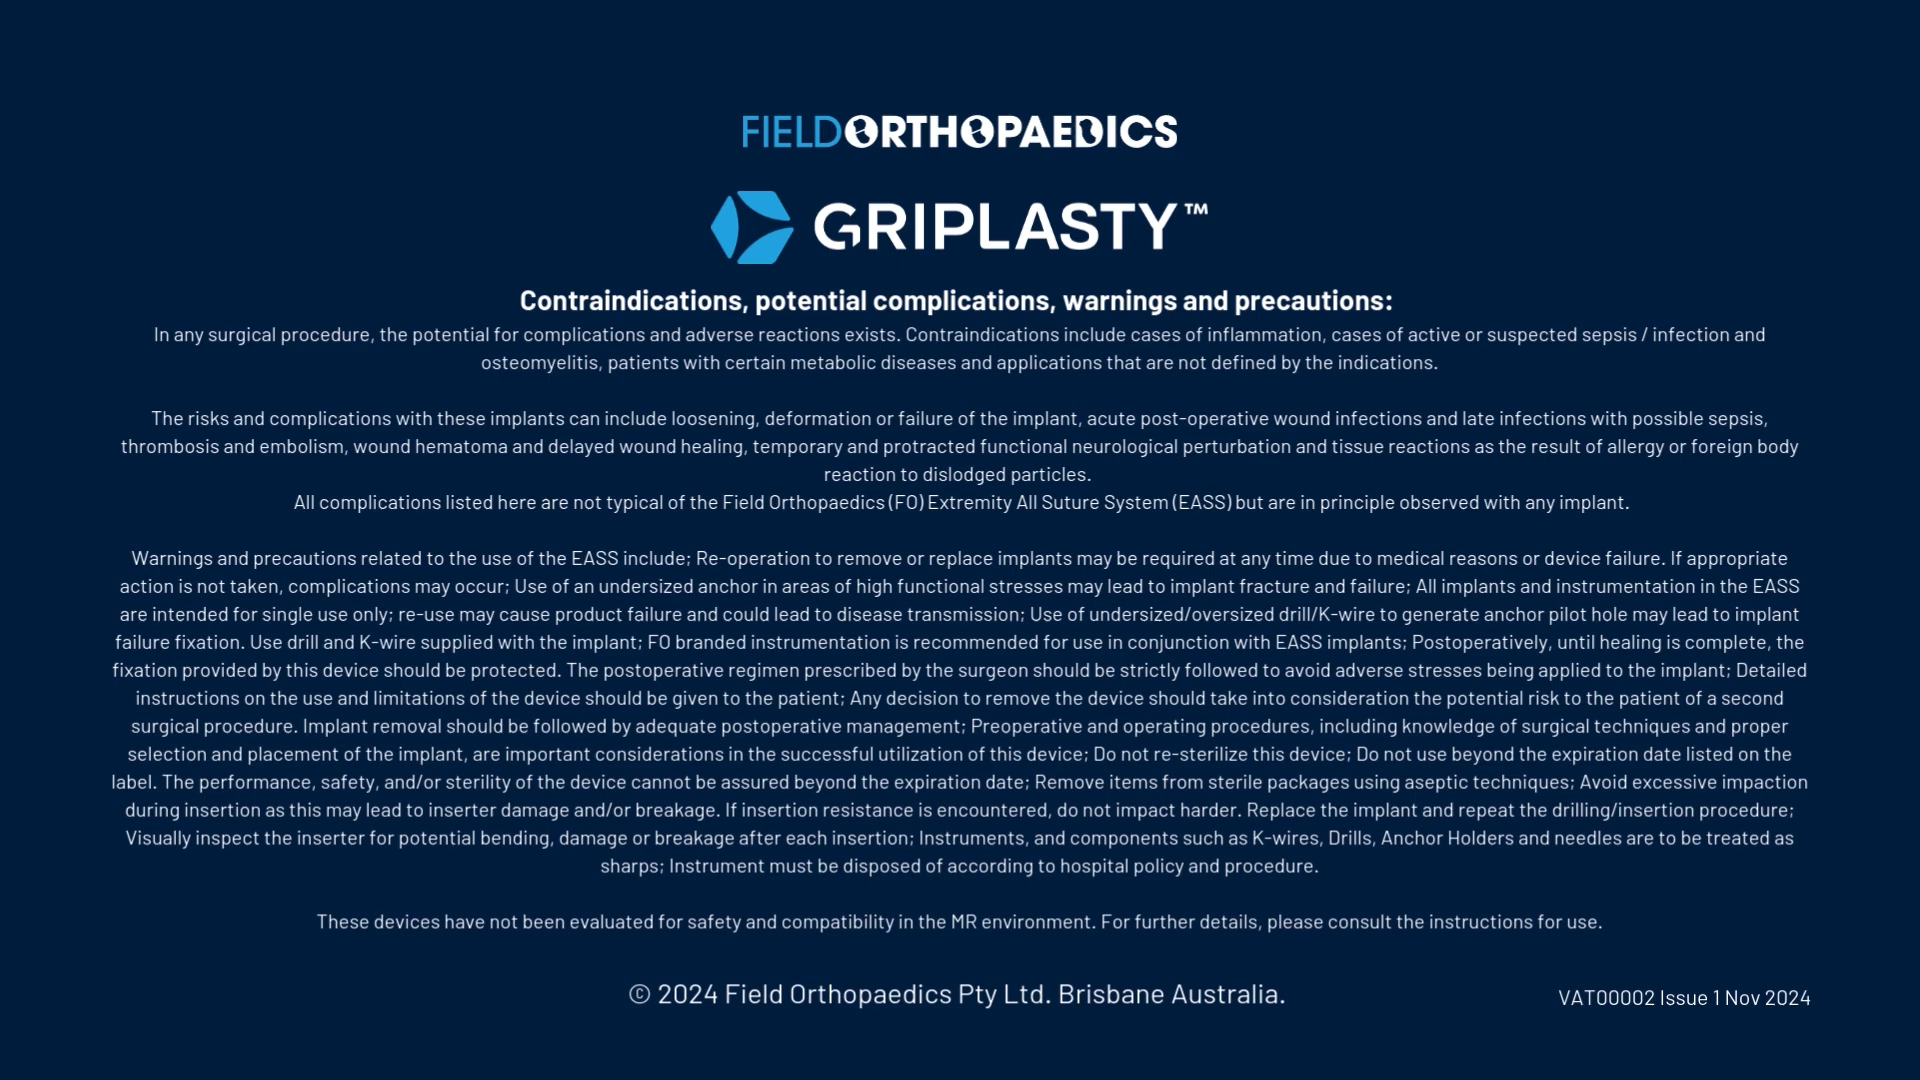 FIELDORTHOPAEDICS
GRIPLASTY™
Contraindications, potential complications, warnings and precautions:
In any surgical procedure, the potential for complications and adverse reactions exists. Contraindications include cases of inflammation, cases of active or suspected sepsis / infection and
osteomyelitis, patients with certain metabolic diseases and applications that are not defined by the indications.
The risks and complications with these implants can include loosening, deformation or failure of the implant, acute post-operative wound infections and late infections with possible sepsis,
thrombosis and embolism, wound hematoma and delayed wound healing, temporary and protracted functional neurological perturbation and tissue reactions as the result of allergy or foreign body
reaction to dislodged particles.
All complications listed here are not typical of the Field Orthopaedics (FO) Extremity All Suture System (EASS) but are in principle observed with any implant.
Warnings and precautions related to the use of the EASS include; Re-operation to remove or replace implants may be required at any time due to medical reasons or device failure. If appropriate
action is not taken, complications may occur; Use of an undersized anchor in areas of high functional stresses may lead to implant fracture and failure; All implants and instrumentation in the EASS
are intended for single use only; re-use may cause product failure and could lead to disease transmission; Use of undersized/oversized drill/K-wire to generate anchor pilot hole may lead to implant
failure fixation. Use drill and K-wire supplied with the implant; FO branded instrumentation is recommended for use in conjunction with EASS implants; Postoperatively, until healing is complete, the
fixation provided by this device should be protected. The postoperative regimen prescribed by the surgeon should be strictly followed to avoid adverse stresses being applied to the implant; Detailed
instructions on the use and limitations of the device should be given to the patient; Any decision to remove the device should take into consideration the potential risk to the patient of a second
surgical procedure. Implant removal should be followed by adequate postoperative management; Preoperative and operating procedures, including knowledge of surgical techniques and proper
selection and placement of the implant, are important considerations in the successful utilization of this device; Do not re-sterilize this device; Do not use beyond the expiration date listed on the
label. The performance, safety, and/or sterility of the device cannot be assured beyond the expiration date; Remove items from sterile packages using aseptic techniques; Avoid excessive impaction
during insertion as this may lead to inserter damage and/or breakage. If insertion resistance is encountered, do not impact harder. Replace the implant and repeat the drilling/insertion procedure;
Visually inspect the inserter for potential bending, damage or breakage after each insertion; Instruments, and components such as K-wires, Drills, Anchor Holders and needles are to be treated as
sharps; Instrument must be disposed of according to hospital policy and procedure.
These devices have not been evaluated for safety and compatibility in the MR environment. For further details, please consult the instructions for use.
© 2024 Field Orthopaedics Pty Ltd. Brisbane Australia.
VAT00002 Issue 1 Nov 2024